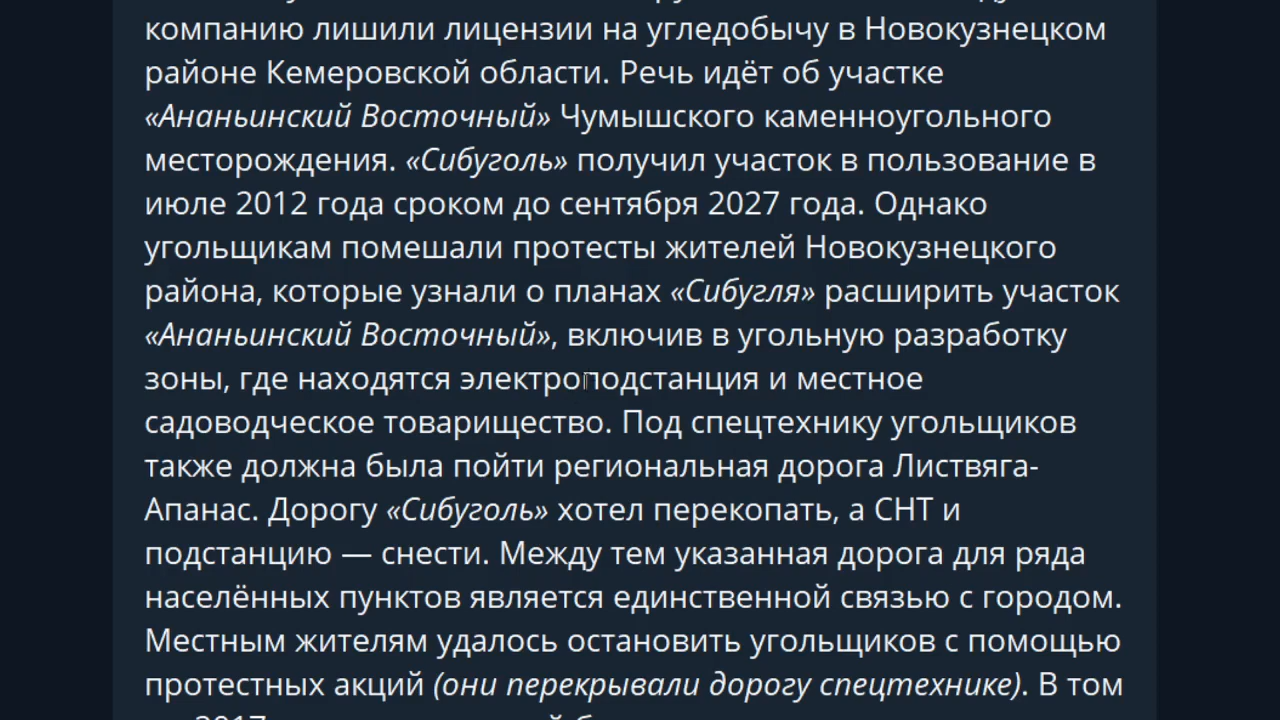 компанию лишили лицензии на угледобычу в Новокузнецком
районе Кемеровской области. Речь идёт об участке
«Ананьинский Восточный» Чумышского каменноугольного
месторождения. «Сибуголь» получил участок в пользование в
июле 2012 года сроком до сентября 2027 года. Однако
угольщикам помешали протесты жителей Новокузнецкого
района, которые узнали о планах «Сибугля» расширить участок
«Ананьинский Восточный», включив в угольную разработку
зоны, где находятся электроподстанция и местное
садоводческое товарищество. Под спецтехнику угольщиков
также должна была пойти региональная дорога Листвяга-
Апанас. Дорогу «Сибуголь» хотел перекопать, а СНТ и
подстанцию — снести. Между тем указанная дорога для ряда
населённых пунктов является единственной связью с городом.
Местным жителям удалось остановить угольщиков с помощью
протестных акций (они перекрывали дорогу спецтехнике). В том